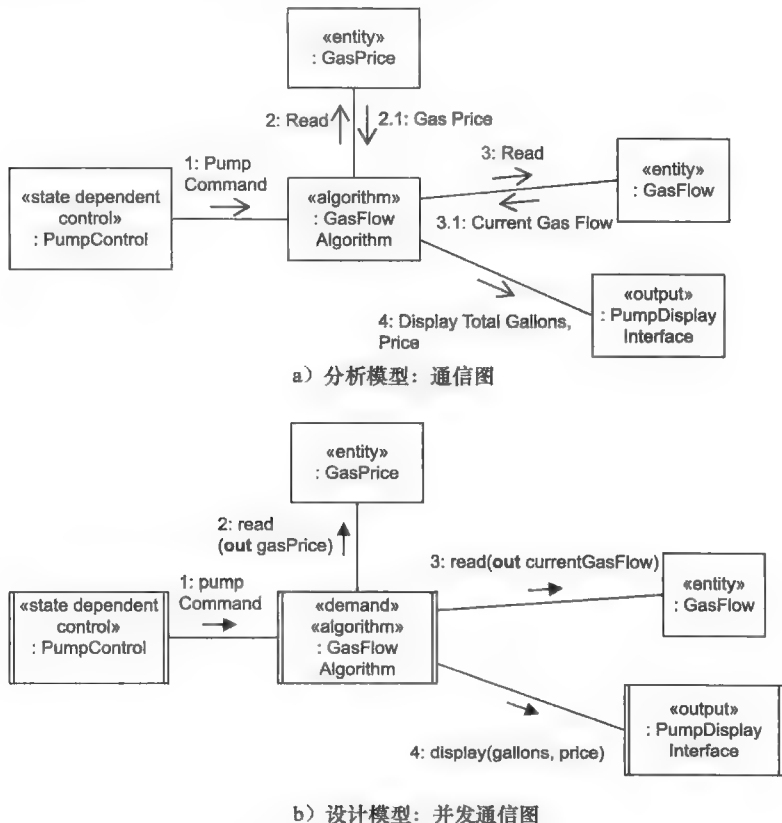 «entity»
: GasPrice
2: Read
2.1: Gas Price
1: Pump
Command
3: Read
«state dependent
control»
: PumpControl
«algorithm»
: GasFlow
Algorithm
«entity»
: GasFlow
3.1: Current Gas Flow
4: Display Total Gallons,
Price
«output»
: PumpDisplay
Interface
a）分析模型：通信图
«entity»
: GasPrice
2: read
(out gasPrice)
1: pump
Command
3: read(out currentGasFlow)
«state dependent
control»
: PumpControl
«demand»
«algorithm»
: GasFlow
Algorithm
«entity»
: GasFlow
4: display(gallons, price)
«output»
: PumpDisplay
Interface
b）设计模型：并发通信图